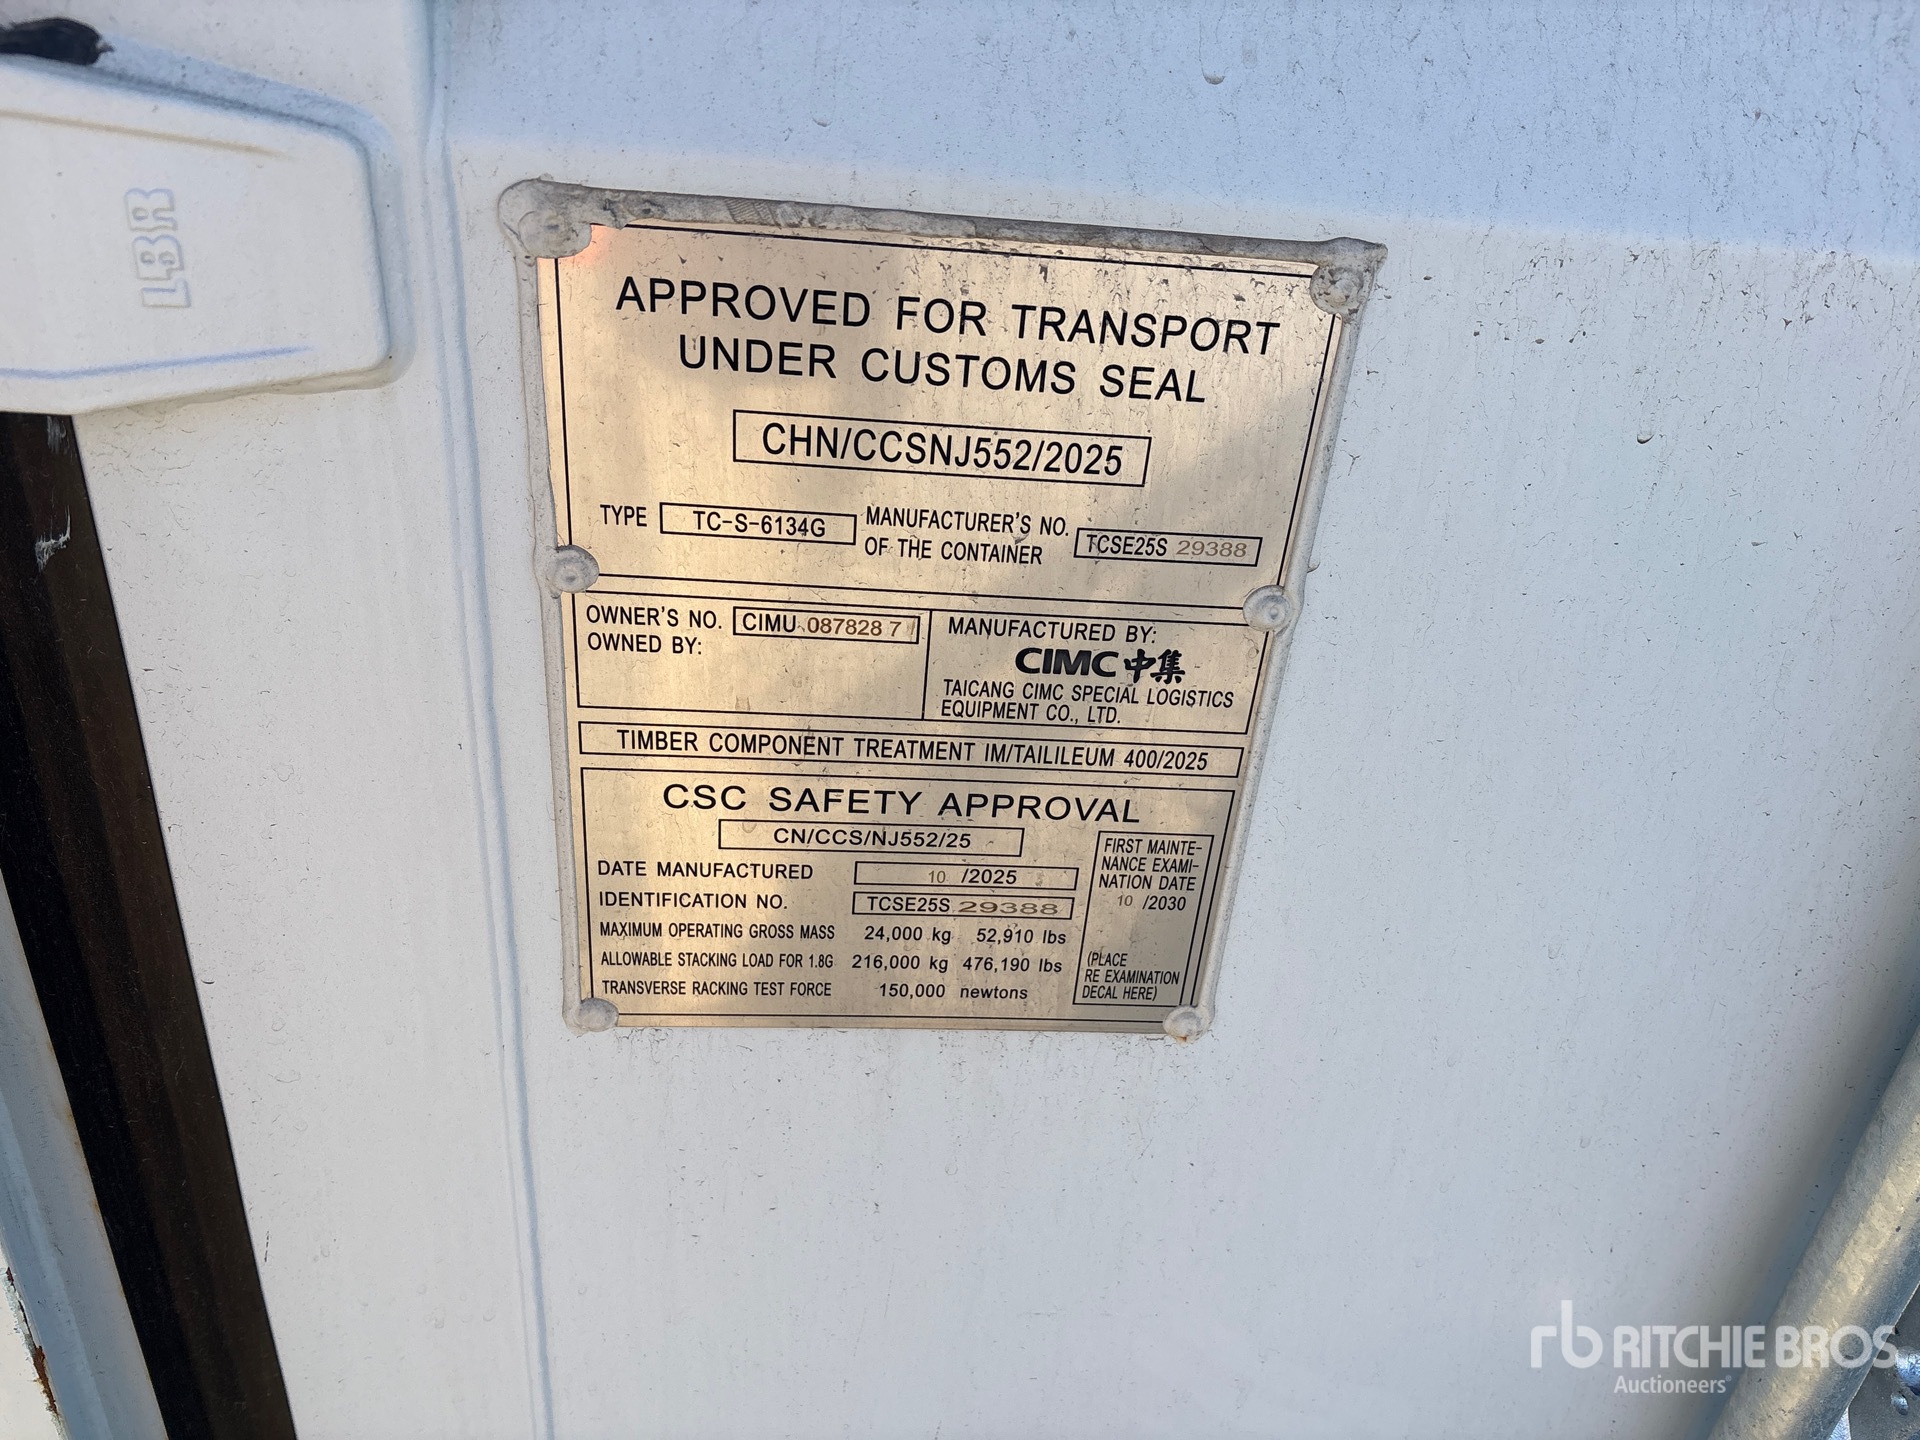 LBR
APPROVED FOR TRANSPORT
UNDER CUSTOMS SEAL
CHN/CCSNJ552/2025
TYPE TC-S-6134G MANUFACTURER'S NO.
OF THE CONTAINER TCSE25S 29388
OWNER'S NO. CIMU 087828 7
OWNED BY:
MANUFACTURED BY:
CIMC 中集
TAICANG CIMC SPECIAL LOGISTICS
EQUIPMENT CO., LTD.
TIMBER COMPONENT TREATMENT IM/TAILILEUM 400/2025
CSC SAFETY APPROVAL
CN/CCS/NJ552/25
DATE MANUFACTURED 10 /2025
IDENTIFICATION NO. TCSE25S 29388
MAXIMUM OPERATING GROSS MASS 24,000 kg 52,910 lbs
ALLOWABLE STACKING LOAD FOR 1.8G 216,000 kg 476,190 lbs
TRANSVERSE RACKING TEST FORCE 150,000 newtons
FIRST MAINTE-
NANCE EXAMI-
NATION DATE
10 /2030
(PLACE
RE EXAMINATION
DECAL HERE)
rb RITCHIE BROS
Auctioneers